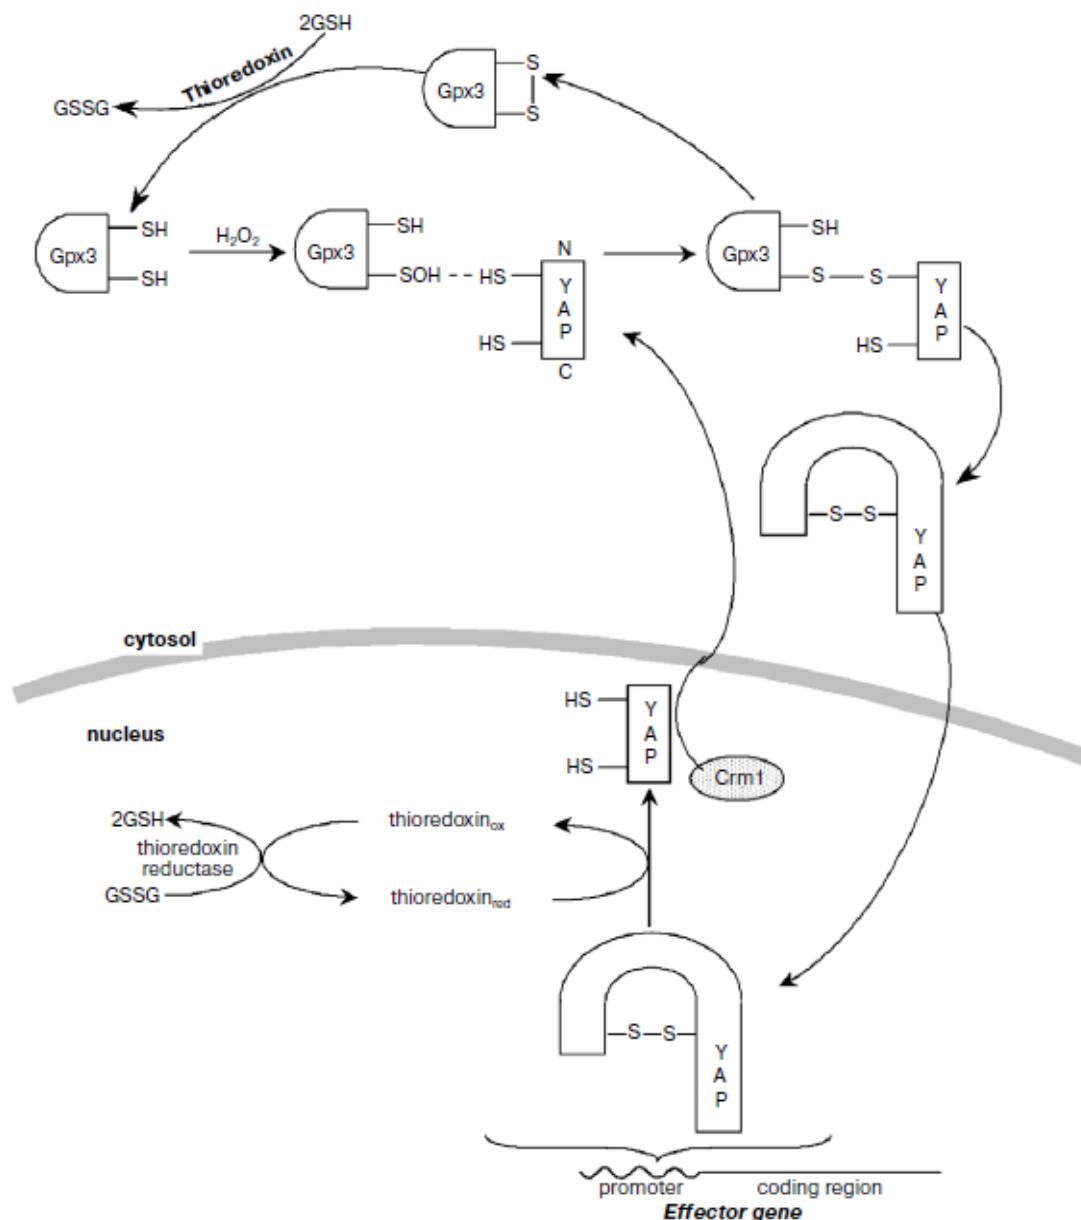 2GSH
Thioredoxin
GSSG
Gpx3
S
S
Gpx3
SH
SH
H₂O₂
Gpx3
SH
SOH
HS
N
Y
A
P
C
HS
Gpx3
SH
S
S
Y
A
P
HS
S
S
Y
A
P
cytosol
nucleus
HS
HS
Y
A
P
Crm1
2GSH
thioredoxin
reductase
GSSG
thioredoxinox
thioredoxinred
S
S
Y
A
P
promoter
coding region
Effector gene